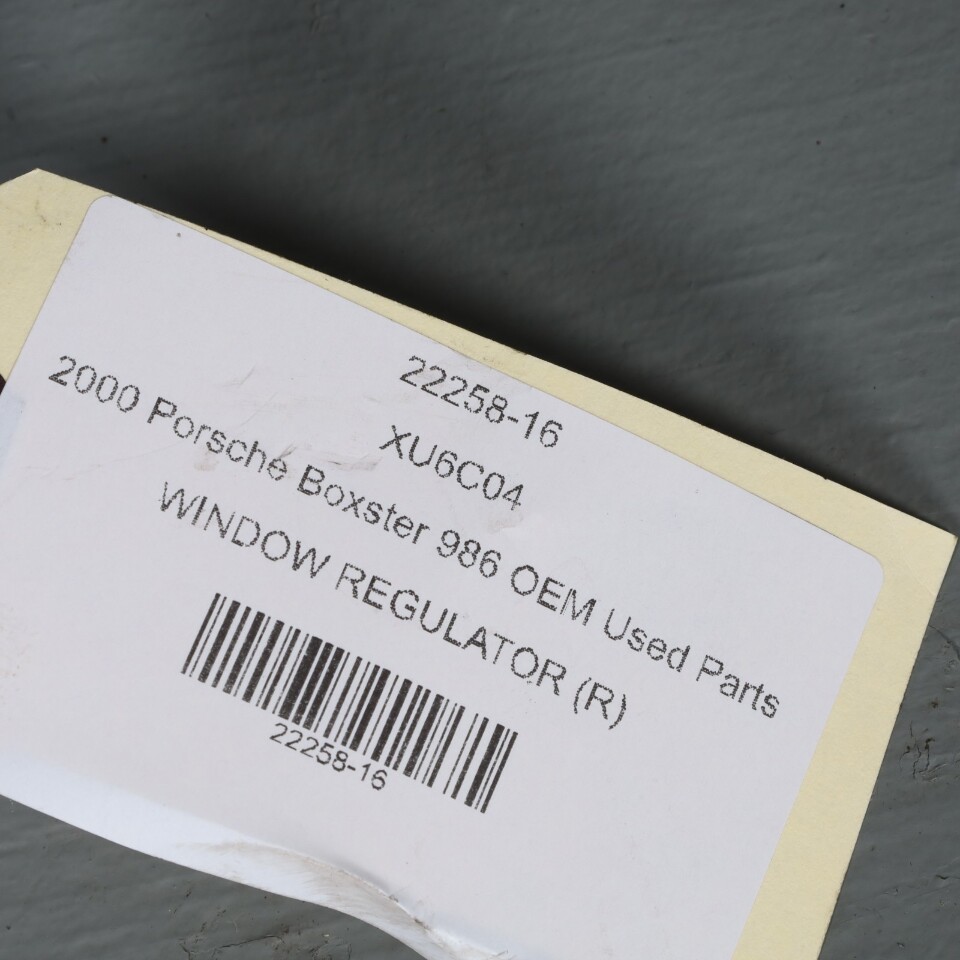 22258-16
XU6C04
2000 Porsche Boxster 986 OEM Used Parts
WINDOW REGULATOR (R)
22258-16